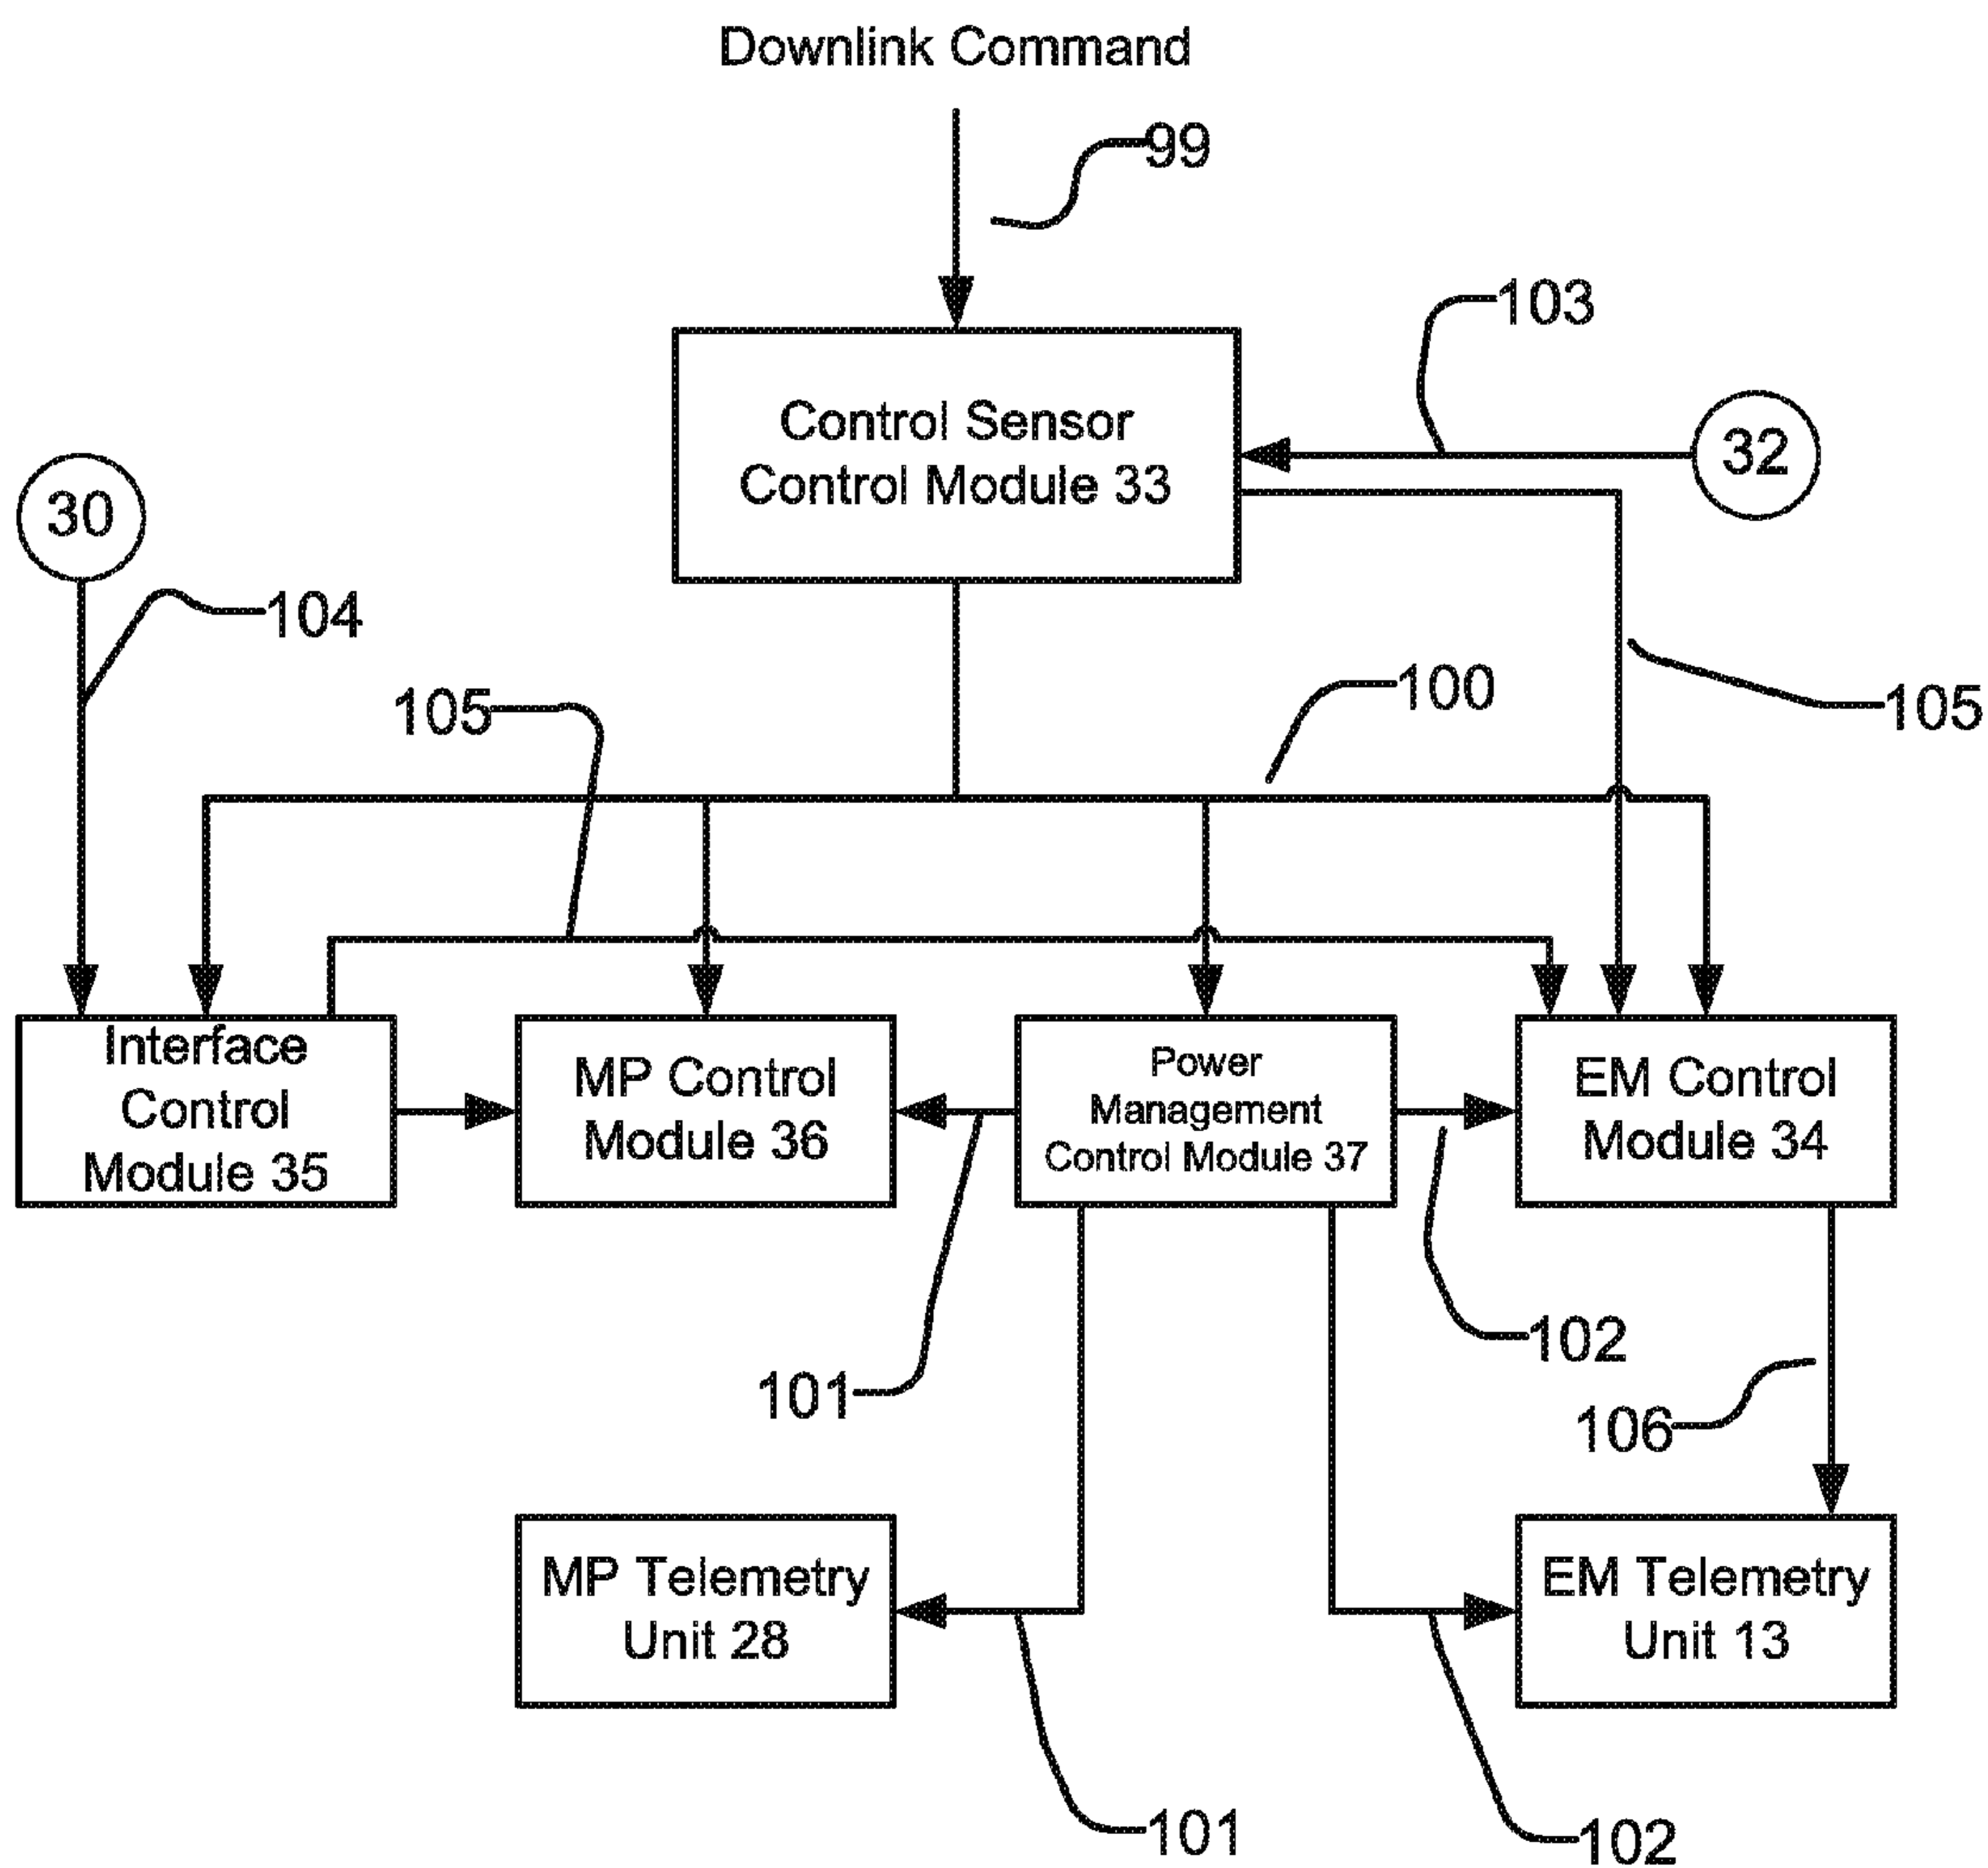 Downlink Command
99
103
Control Sensor
Control Module 33
32
30
104
105
100
105
Interface
Control
Module 35
MP Control
Module 36
Power
Management
Control Module 37
EM Control
Module 34
101
102
106
MP Telemetry
Unit 28
EM Telemetry
Unit 13
101
102